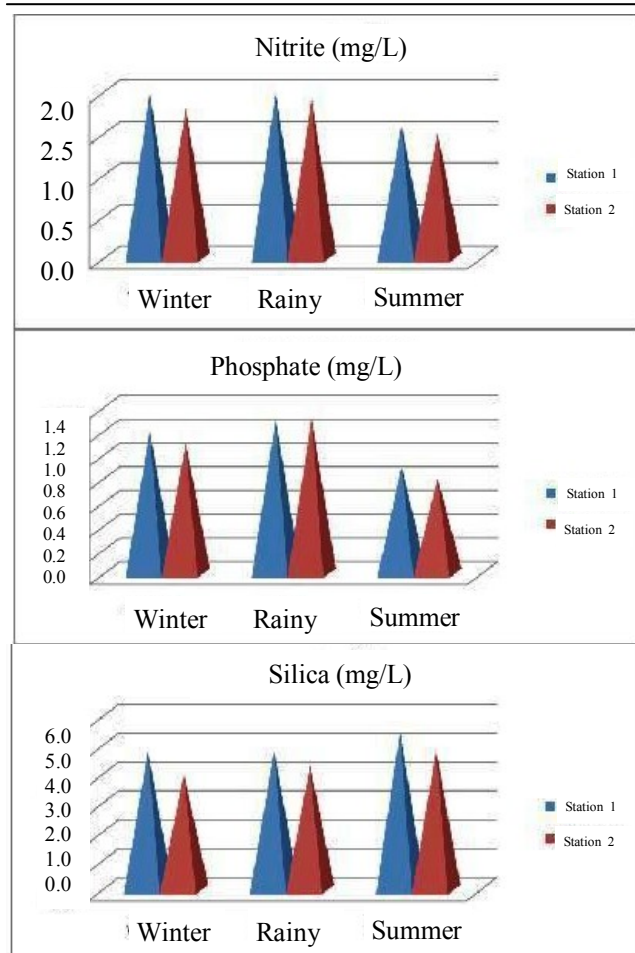 Nitrite (mg/L)
2.0
2.5
1.0
0.5
0.0
Station 1
Station 2
Winter Rainy Summer
Phosphate (mg/L)
1.4
1.2
1.0
0.8
0.6
0.4
0.2
0.0
Station 1
Station 2
Winter Rainy Summer
Silica (mg/L)
6.0
5.0
4.0
3.0
2.0
1.0
0.0
Station 1
Station 2
Winter Rainy Summer